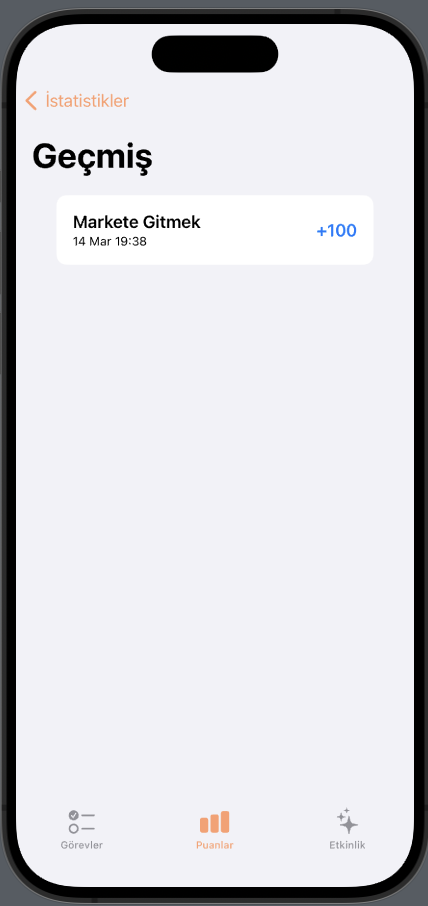 İstatistikler
Geçmiş
Markete Gitmek
14 Mar 19:38
+100
Görevler
Puanlar
Etkinlik